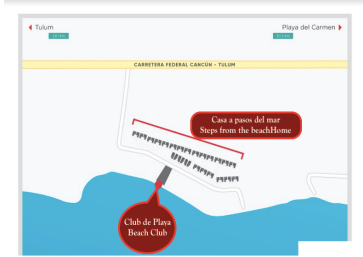 Tulum
Playa del Carmen
CARRETERA FEDERAL CANCÚN - TULUM
Casa a pasos del mar
Steps from the beachHome
Club de Playa
Beach Club